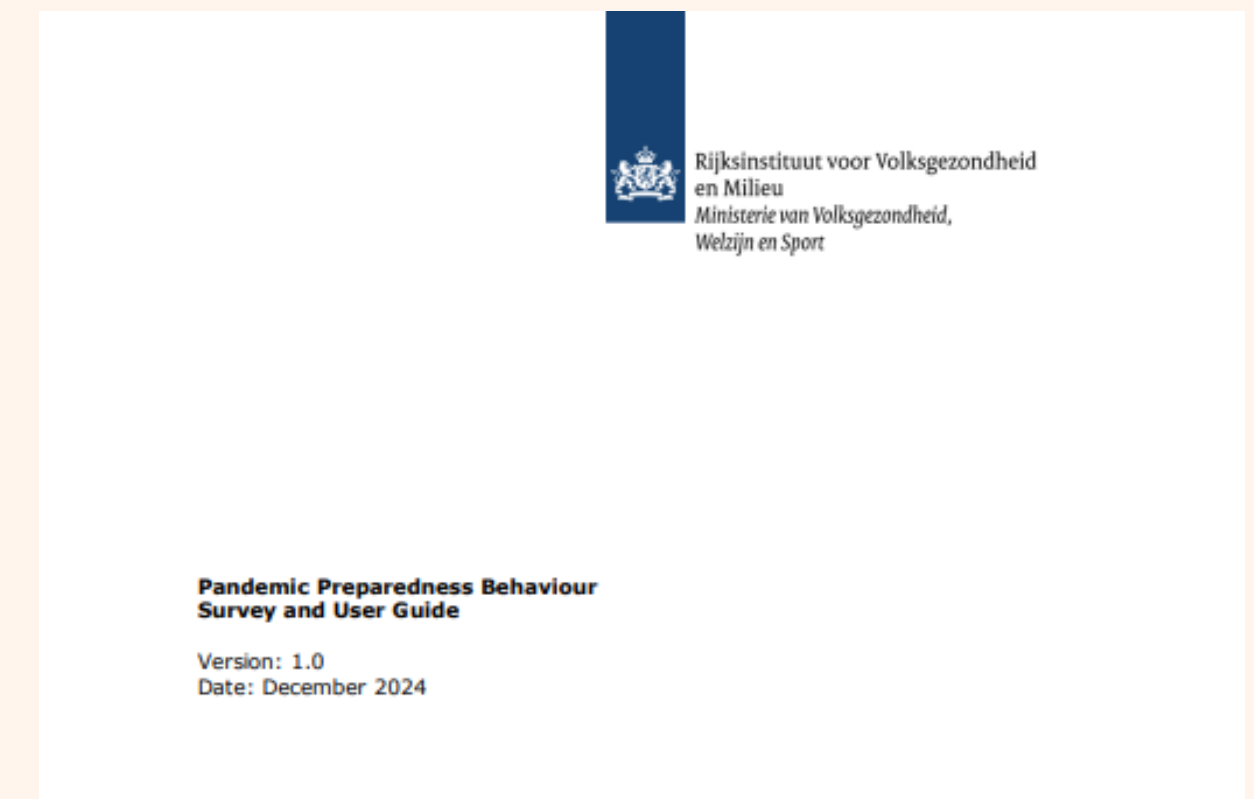 Rijksinstituut voor Volksgezondheid
en Milieu
Ministerie van Volksgezondheid,
Welzijn en Sport
Pandemic Preparedness Behaviour
Survey and User Guide
Version: 1.0
Date: December 2024